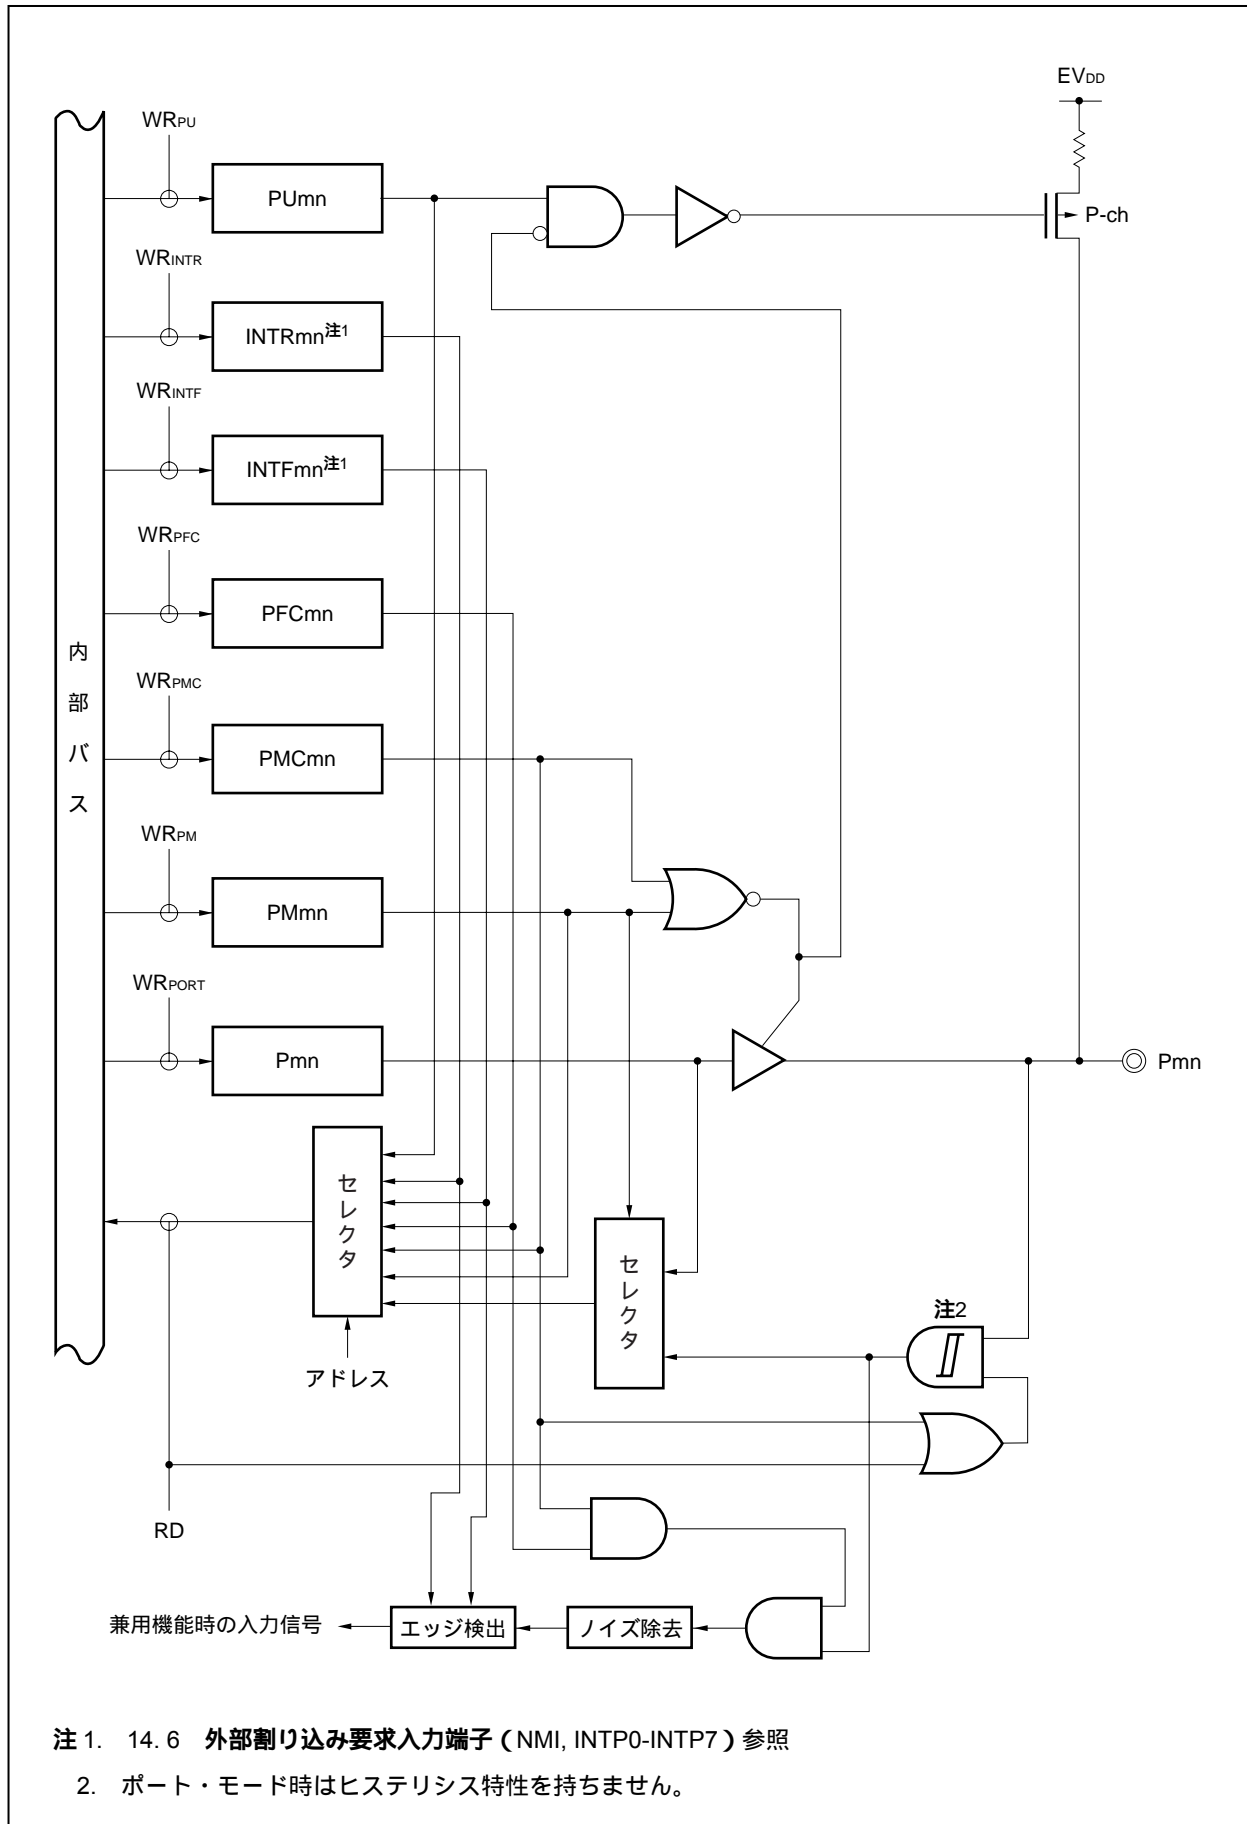 EVDD
WRPU
PUmn
P-ch
WRINTR
INTRmn注1
WRINTF
INTFmn注1
WRPFC
PFCmn
内部バス
WRPMC
PMCmn
WRPM
PMmn
WRPORT
Pmn
Pmn
セレクタ
セレクタ
注2
アドレス
RD
兼用機能時の入力信号
エッジ検出
ノイズ除去
注1. 14. 6 外部割り込み要求入力端子（NMI, INTP0-INTP7）参照
2. ポート・モード時はヒステリシス特性を持ちません。